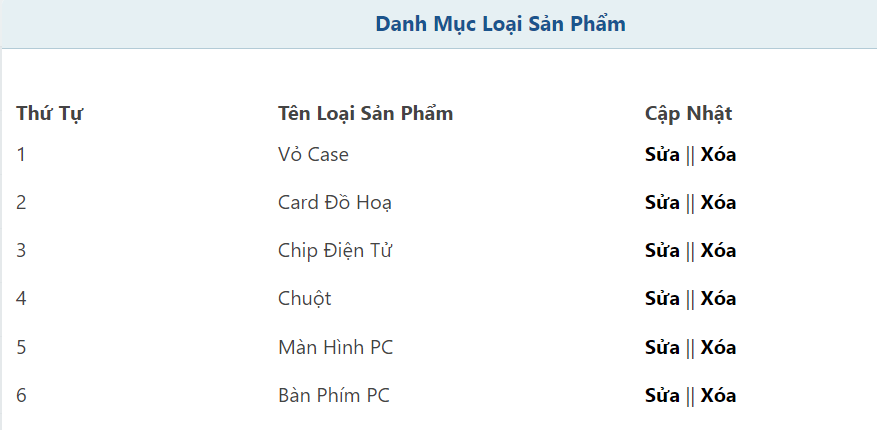 Danh Mục Loại Sản Phẩm
Thứ Tự Tên Loại Sản Phẩm Cập Nhật
1 Vỏ Case Sửa || Xóa
2 Card Đồ Hoạ Sửa || Xóa
3 Chip Điện Tử Sửa || Xóa
4 Chuột Sửa || Xóa
5 Màn Hình PC Sửa || Xóa
6 Bàn Phím PC Sửa || Xóa